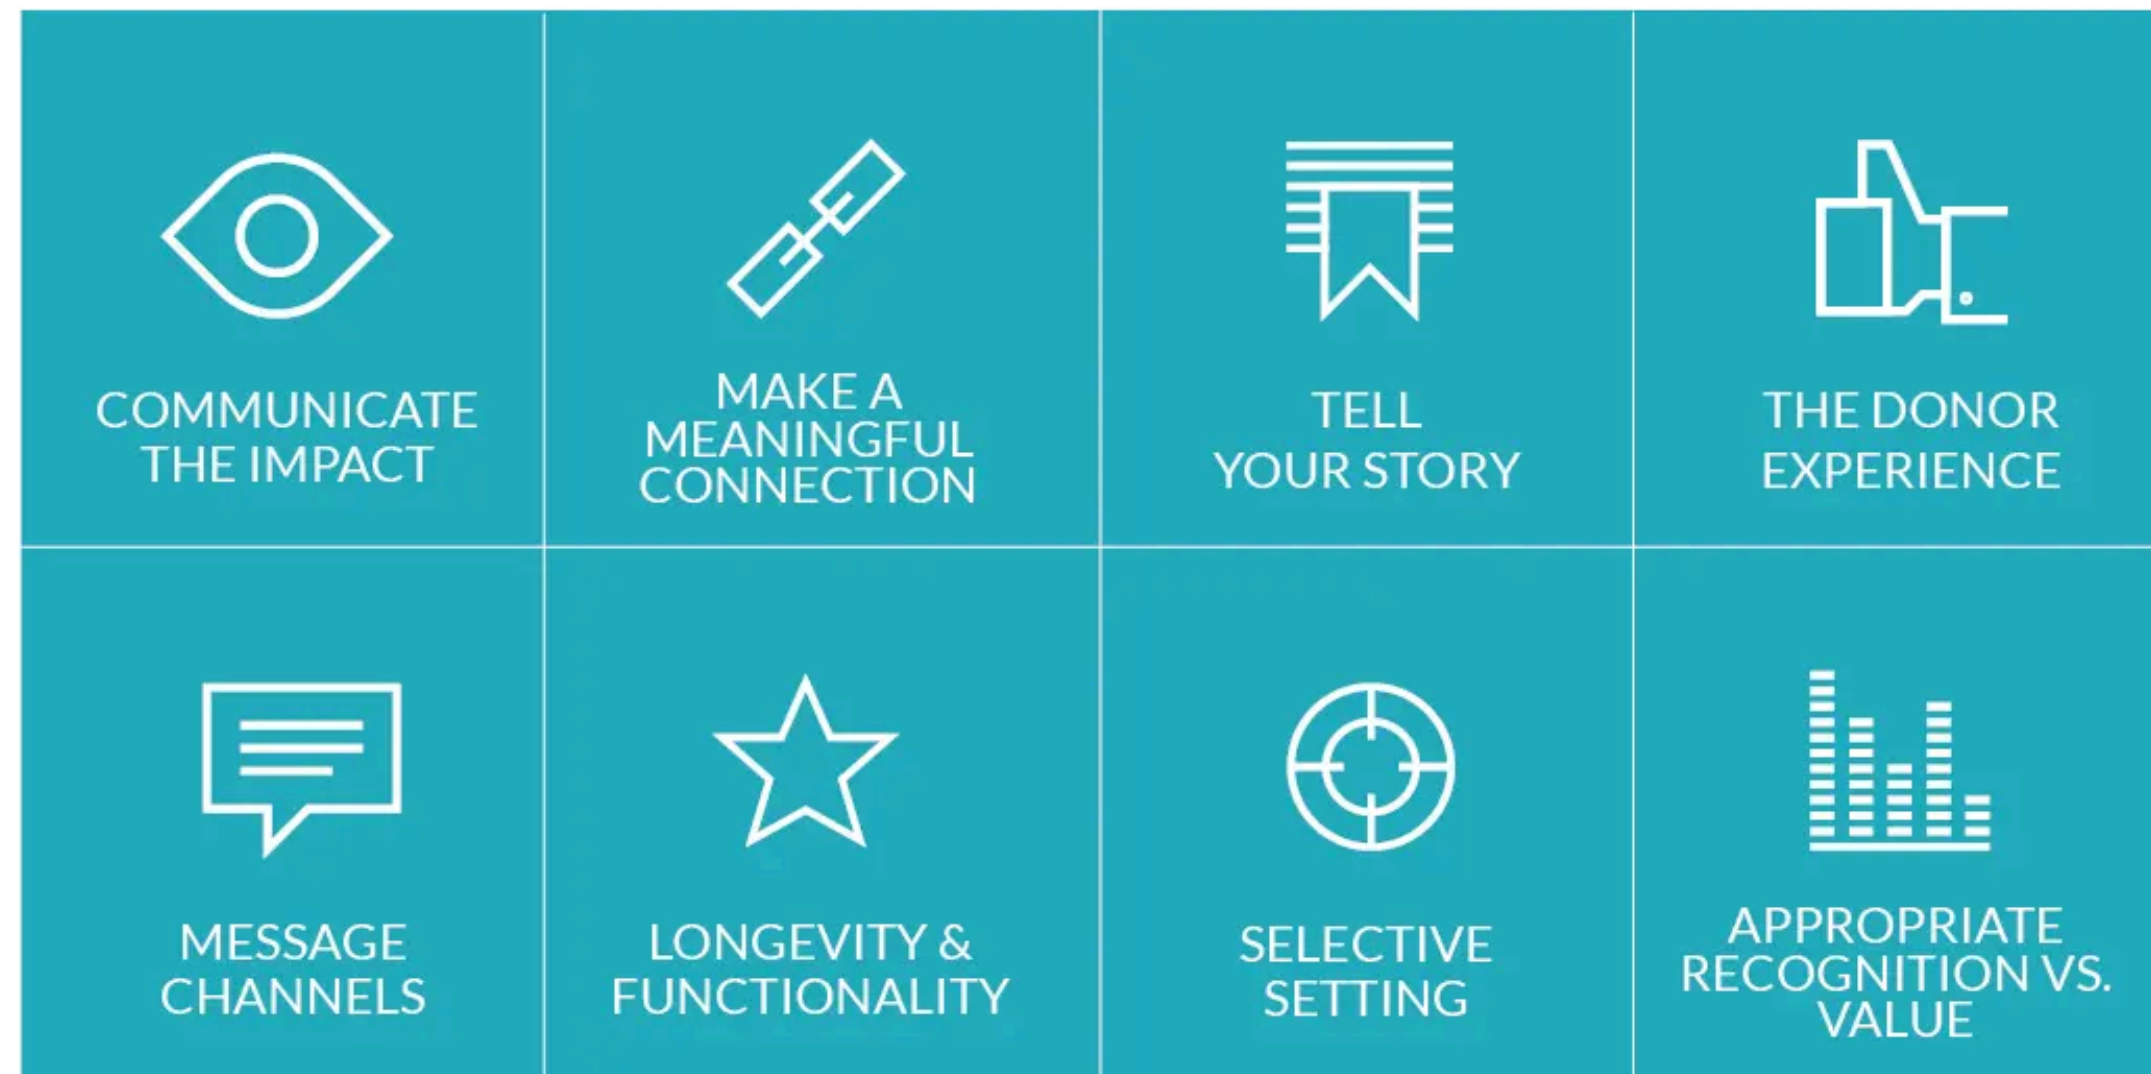 COMMUNICATE
THE IMPACT
MAKE A
MEANINGFUL
CONNECTION
TELL
YOUR STORY
THE DONOR
EXPERIENCE
MESSAGE
CHANNELS
LONGEVITY &
FUNCTIONALITY
SELECTIVE
SETTING
APPROPRIATE
RECOGNITION VS.
VALUE